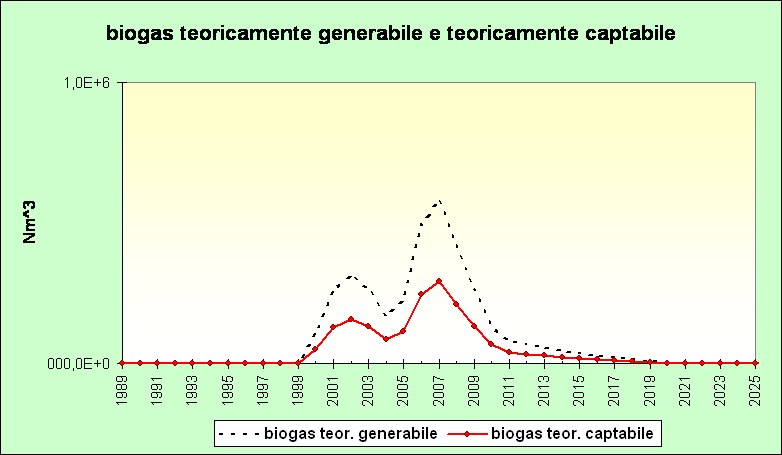 biogas teoricamente generabile e teoricamente captabile
1,0E+6
Nm^3
000,0E+0
1989 1991 1993 1995 1997 1999 2001 2003 2005 2007 2009 2011 2013 2015 2017 2019 2021 2023 2025
biogas teor. generabile biogas teor. captabile